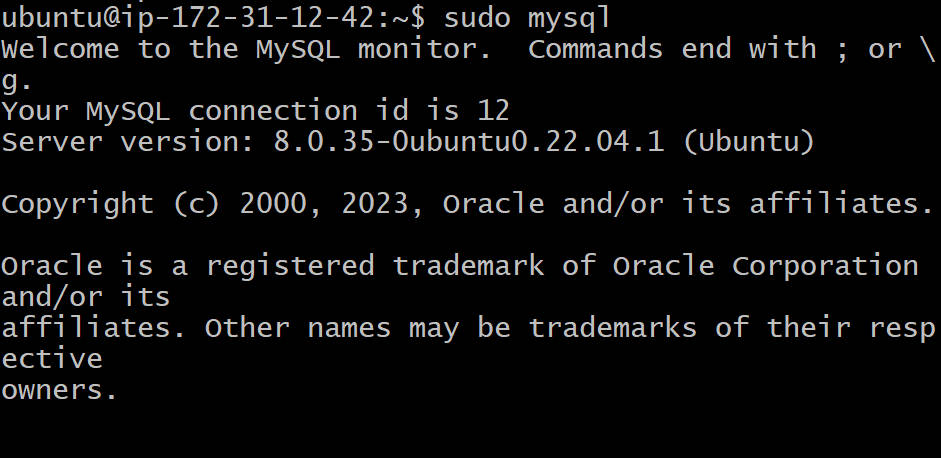 ubuntu@ip-172-31-12-42:~$ sudo mysql
Welcome to the MySQL monitor.  Commands end with ; or \
g.
Your MySQL connection id is 12
Server version: 8.0.35-0ubuntu0.22.04.1 (Ubuntu)
Copyright (c) 2000, 2023, Oracle and/or its affiliates.
Oracle is a registered trademark of Oracle Corporation
and/or its
affiliates. Other names may be trademarks of their resp
ective
owners.